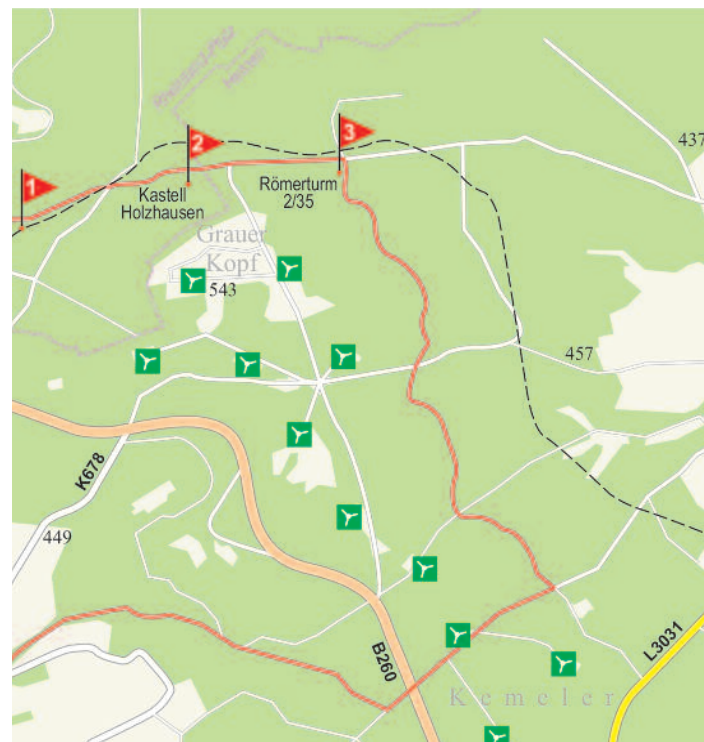 437
3
2
1
Kastell
Holzhausen
Römerturm
2/35
Grauer
Kopf
543
457
K678
449
B260
L3031
Kemeler